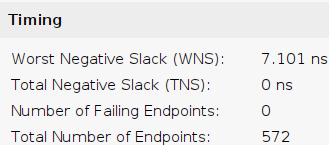 Timing
Worst Negative Slack (WNS): 7.101 ns
Total Negative Slack (TNS): 0 ns
Number of Failing Endpoints: 0
Total Number of Endpoints: 572